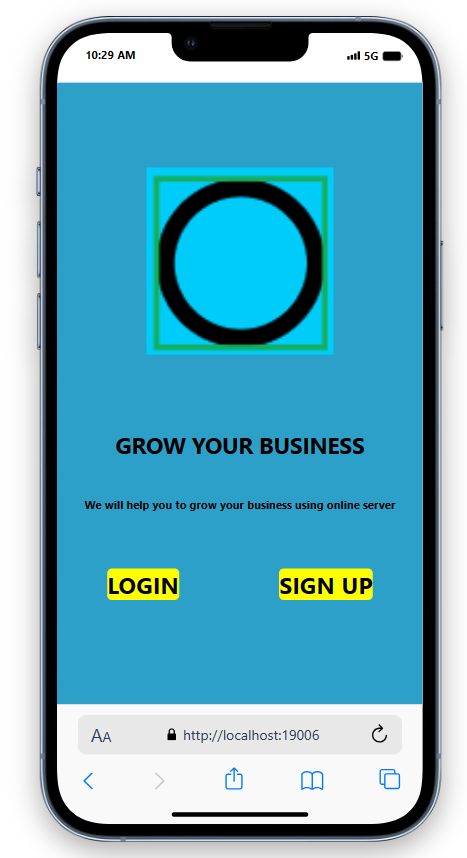 10:29 AM
5G
GROW YOUR BUSINESS
We will help you to grow your business using online server
LOGIN
SIGN UP
AA
http://localhost:19006